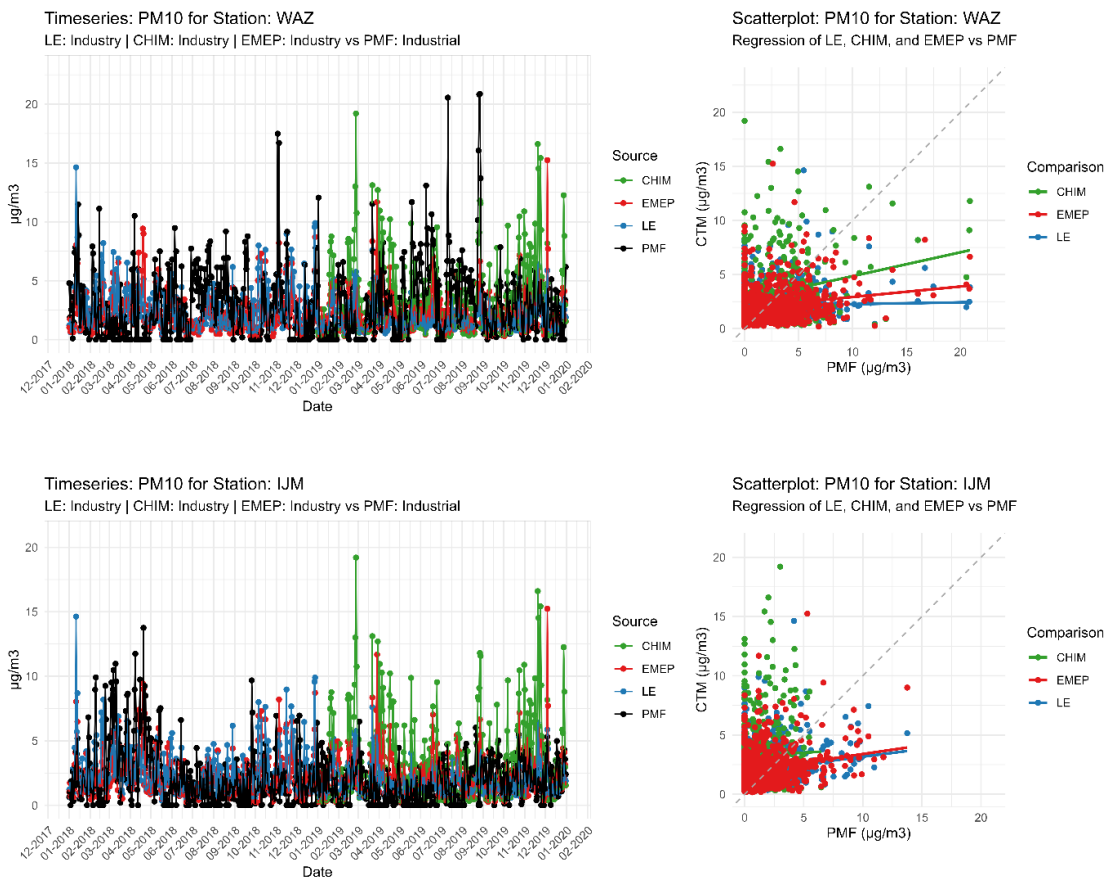 Timeseries: PM10 for Station: WAZ
LE: Industry | CHIM: Industry | EMEP: Industry vs PMF: Industrial
µg/m3
20
15
10
5
0
12-2017
01-2018
02-2018
03-2018
04-2018
05-2018
06-2018
07-2018
08-2018
09-2018
10-2018
11-2018
12-2018
01-2019
02-2019
03-2019
04-2019
05-2019
06-2019
07-2019
08-2019
09-2019
10-2019
11-2019
12-2019
01-2020
02-2020
Date
Source
CHIM
EMEP
LE
PMF
Scatterplot: PM10 for Station: WAZ
Regression of LE, CHIM, and EMEP vs PMF
CTM (µg/m3)
20
15
10
5
0
0 5 10 15 20
PMF (µg/m3)
Comparison
CHIM
EMEP
LE
Timeseries: PM10 for Station: IJM
LE: Industry | CHIM: Industry | EMEP: Industry vs PMF: Industrial
µg/m3
20
15
10
5
0
12-2017
01-2018
02-2018
03-2018
04-2018
05-2018
06-2018
07-2018
08-2018
09-2018
10-2018
11-2018
12-2018
01-2019
02-2019
03-2019
04-2019
05-2019
06-2019
07-2019
08-2019
09-2019
10-2019
11-2019
12-2019
01-2020
02-2020
Date
Source
CHIM
EMEP
LE
PMF
Scatterplot: PM10 for Station: IJM
Regression of LE, CHIM, and EMEP vs PMF
CTM (µg/m3)
20
15
10
5
0
0 5 10 15 20
PMF (µg/m3)
Comparison
CHIM
EMEP
LE